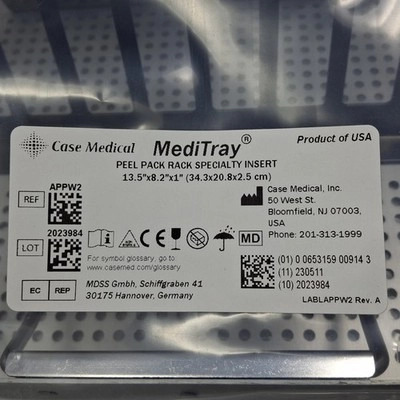 Case Medical MediTray® Product of USA
PEEL PACK RACK SPECIALTY INSERT
13.5"x8.2"x1" (34.3x20.8x2.5 cm)
REF APPW2
LOT 2023984
Case Medical, Inc.
50 West St.
Bloomfield, NJ 07003,
USA
Phone: 201-313-1999
MD
For symbol glossary, go to
www.casemed.com/glossary
EC REP
MDSS Gmbh, Schiffgraben 41
30175 Hannover, Germany
(01) 0 0653159 00914 3
(11) 230511
(10) 2023984
LABLAPPW2 Rev. A